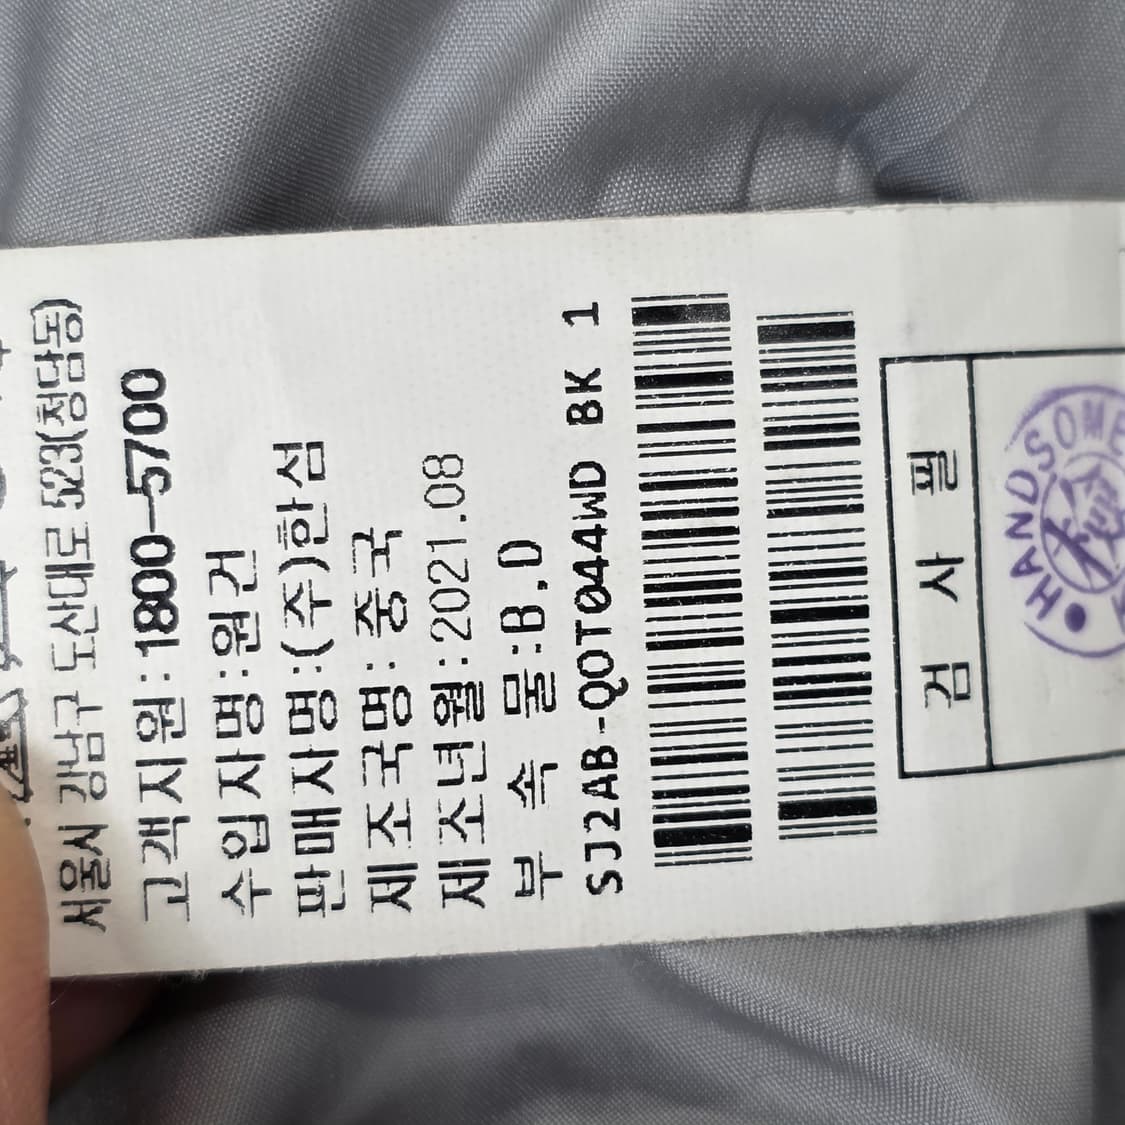 서울시 강남구 도산대로 523(청담동)
고객지원:1800-5700
수입자명:원건
판매자명:(주)한섬
제조국명:중국
제조년월:2021.08
부 속 물:B.D
SJ2AB-QOT044WD BK 1
검 사 필
HANDSOME